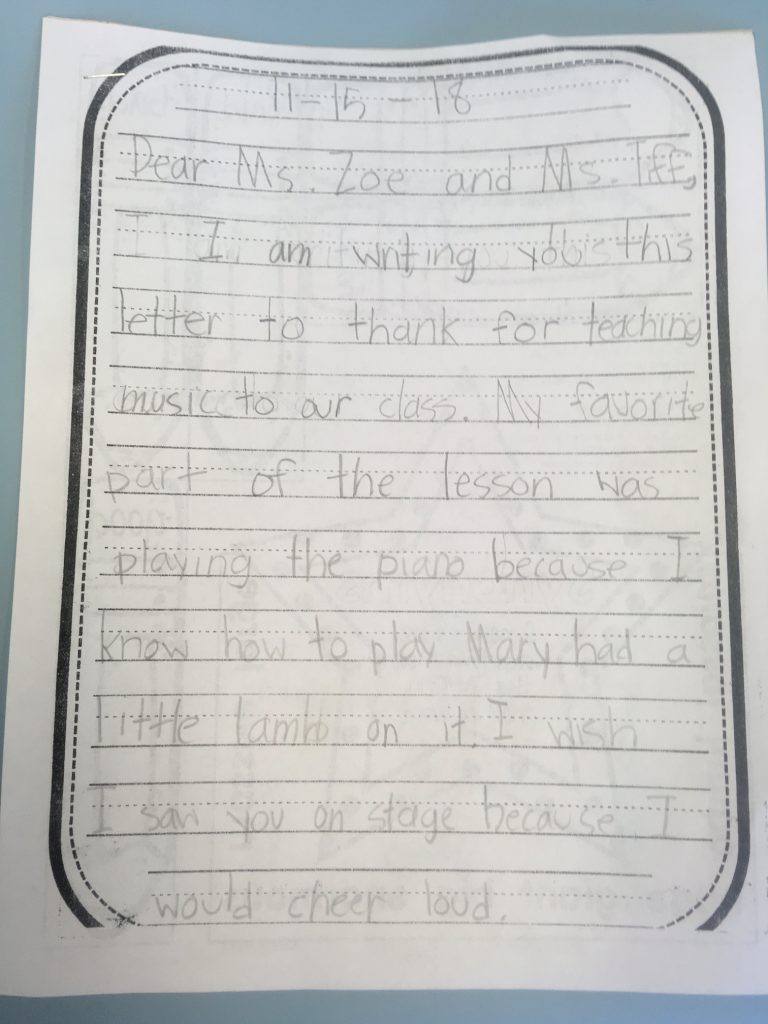 11-15-18
Dear Ms. Zoe and Ms. Tiff,
I am writing you this
letter to thank for teaching
music to our class. My favorite
part of the lesson was
playing the piano because I
know how to play Mary had a
little lamb on it. I wish
I saw you on stage because I
would cheer loud.